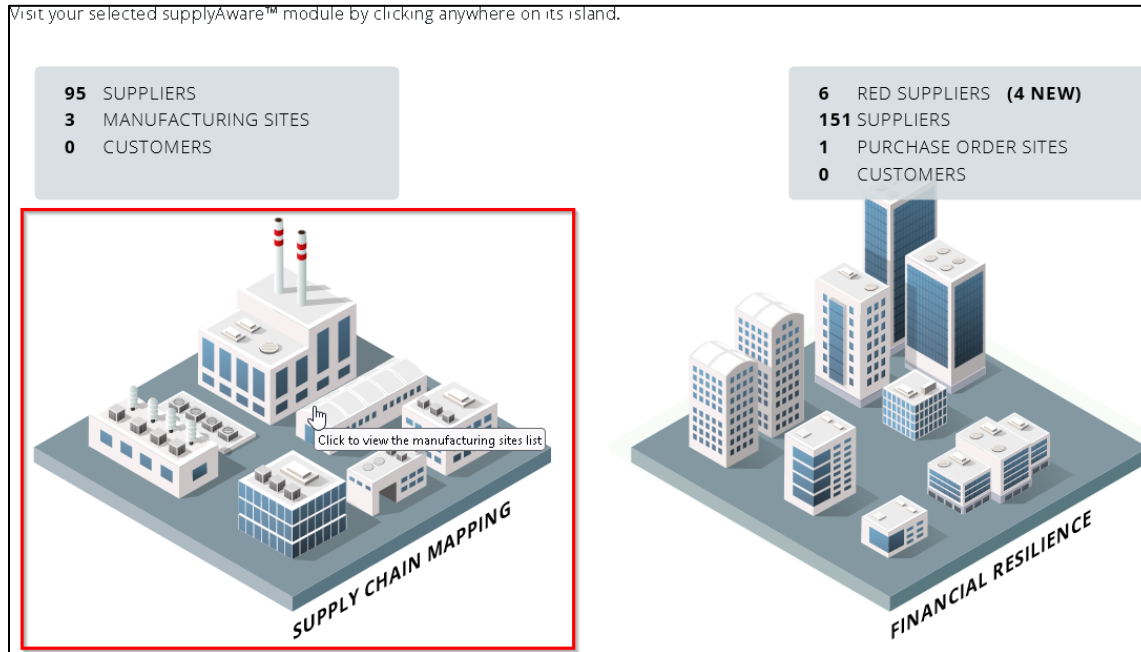 Visit your selected supplyAware™ module by clicking anywhere on its island.
95 SUPPLIERS
3 MANUFACTURING SITES
0 CUSTOMERS
6 RED SUPPLIERS (4 NEW)
151 SUPPLIERS
1 PURCHASE ORDER SITES
0 CUSTOMERS
Click to view the manufacturing sites list
SUPPLY CHAIN MAPPING
FINANCIAL RESILIENCE